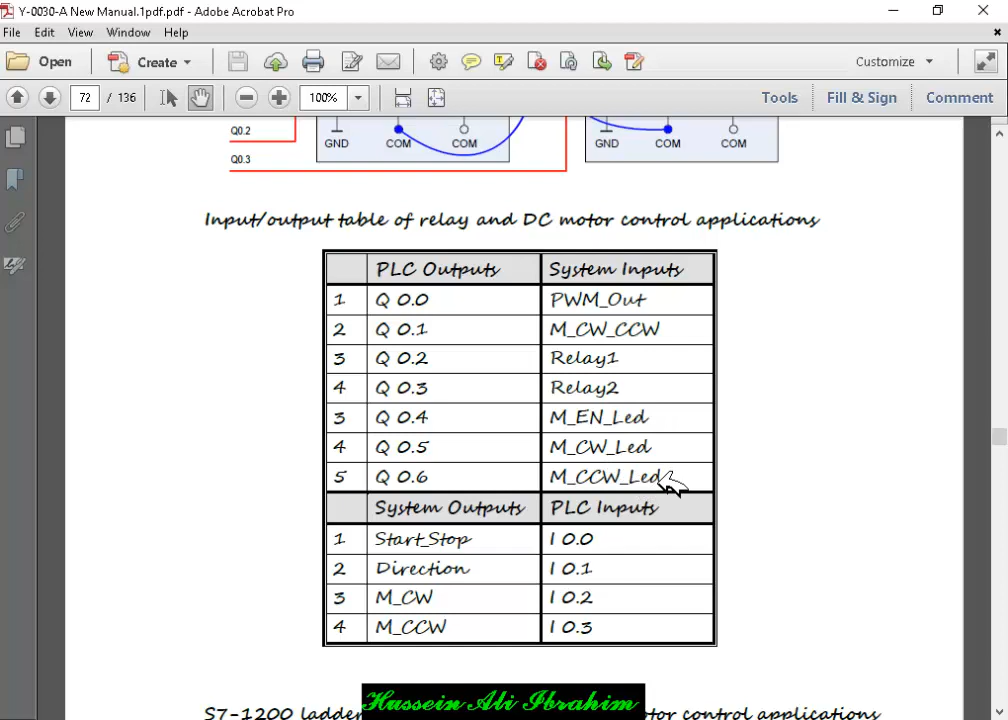 Y-0030-A New Manual.1pdf.pdf - Adobe Acrobat Pro
File Edit View Window Help
Open Create Customize
72 / 136 100% Tools Fill & Sign Comment
Q0.2
GND COM COM GND COM COM
Q0.3
Input/output table of relay and DC motor control applications
PLC Outputs System Inputs
1 Q 0.0 PWM_Out
2 Q 0.1 M_CW_CCW
3 Q 0.2 Relay1
4 Q 0.3 Relay2
3 Q 0.4 M_EN_Led
4 Q 0.5 M_CW_Led
5 Q 0.6 M_CCW_Led
System Outputs PLC Inputs
1 Start_Stop I 0.0
2 Direction I 0.1
3 M_CW I 0.2
4 M_CCW I 0.3
Hussein Ali Ibrahim
S7-1200 ladder otor control applications